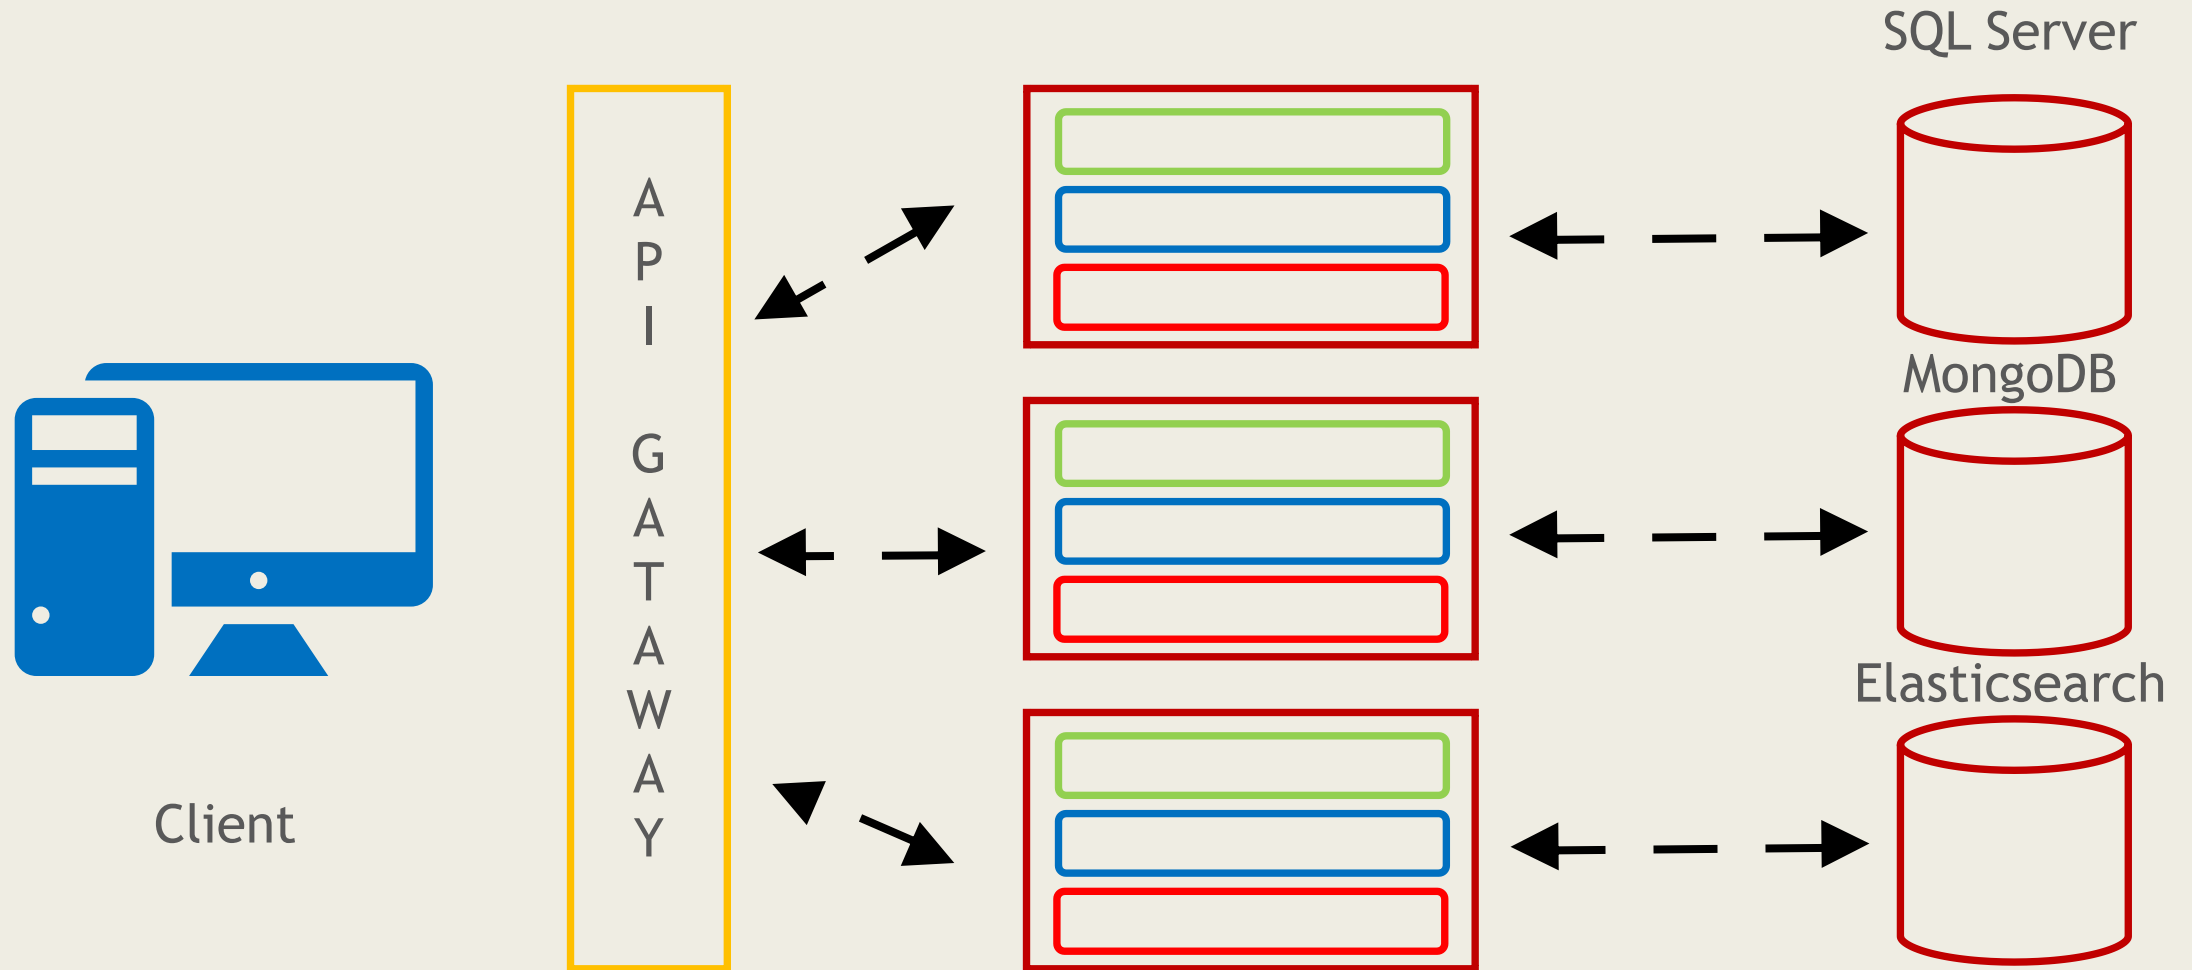 SQL Server
A
P
I
G
A
T
A
W
A
Y
MongoDB
Elasticsearch
Client